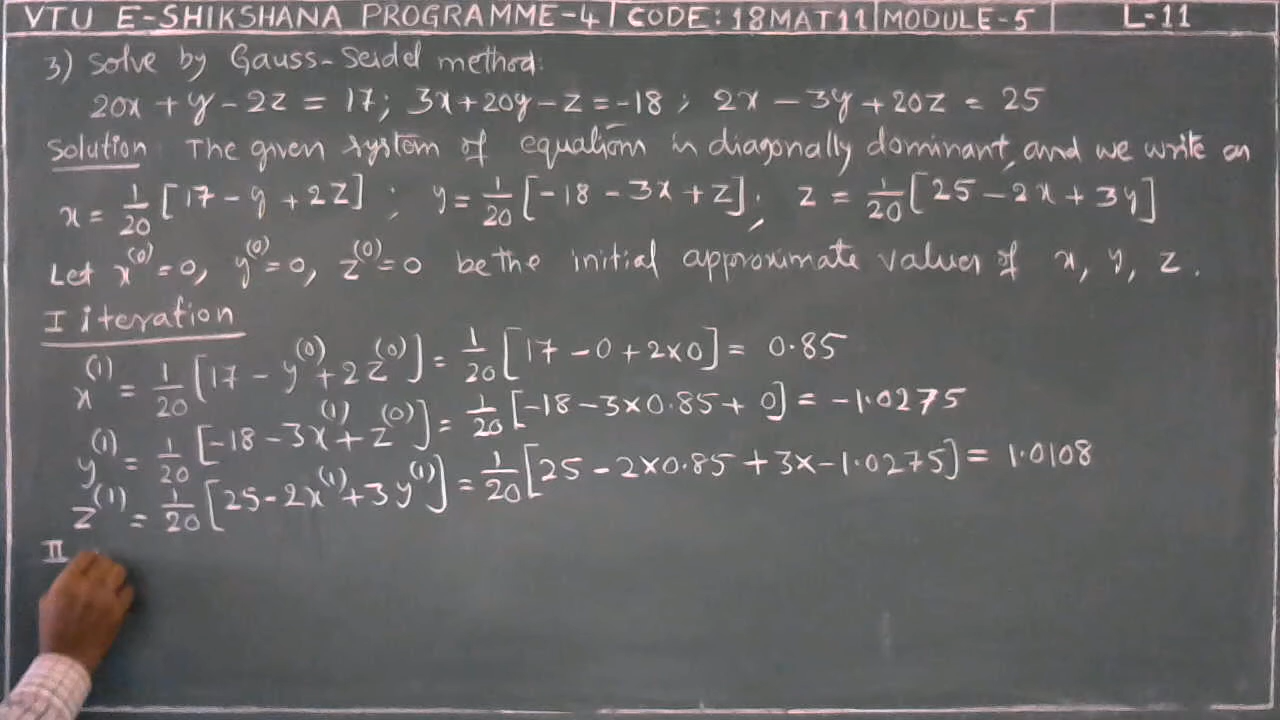 VTU E-SHIKSHANA PROGRAMME-4 | CODE: 18MAT11 | MODULE-5 | L-11
3) Solve by Gauss-Seidel method:
20x + y - 2z = 17; 3x + 20y - z = -18; 2x - 3y + 20z = 25
Solution The given system of equations is diagonally dominant, and we write as
x = 1/20 [17 - y + 2z]; y = 1/20 [-18 - 3x + z]; z = 1/20 [25 - 2x + 3y]
Let x^(0) = 0, y^(0) = 0, z^(0) = 0 be the initial approximate values of x, y, z.
I iteration
x^(1) = 1/20 [17 - y^(0) + 2z^(0)] = 1/20 [17 - 0 + 2×0] = 0.85
y^(1) = 1/20 [-18 - 3x^(1) + z^(0)] = 1/20 [-18 - 3×0.85 + 0] = -1.0275
z^(1) = 1/20 [25 - 2x^(1) + 3y^(1)] = 1/20 [25 - 2×0.85 + 3×-1.0275] = 1.0108
II